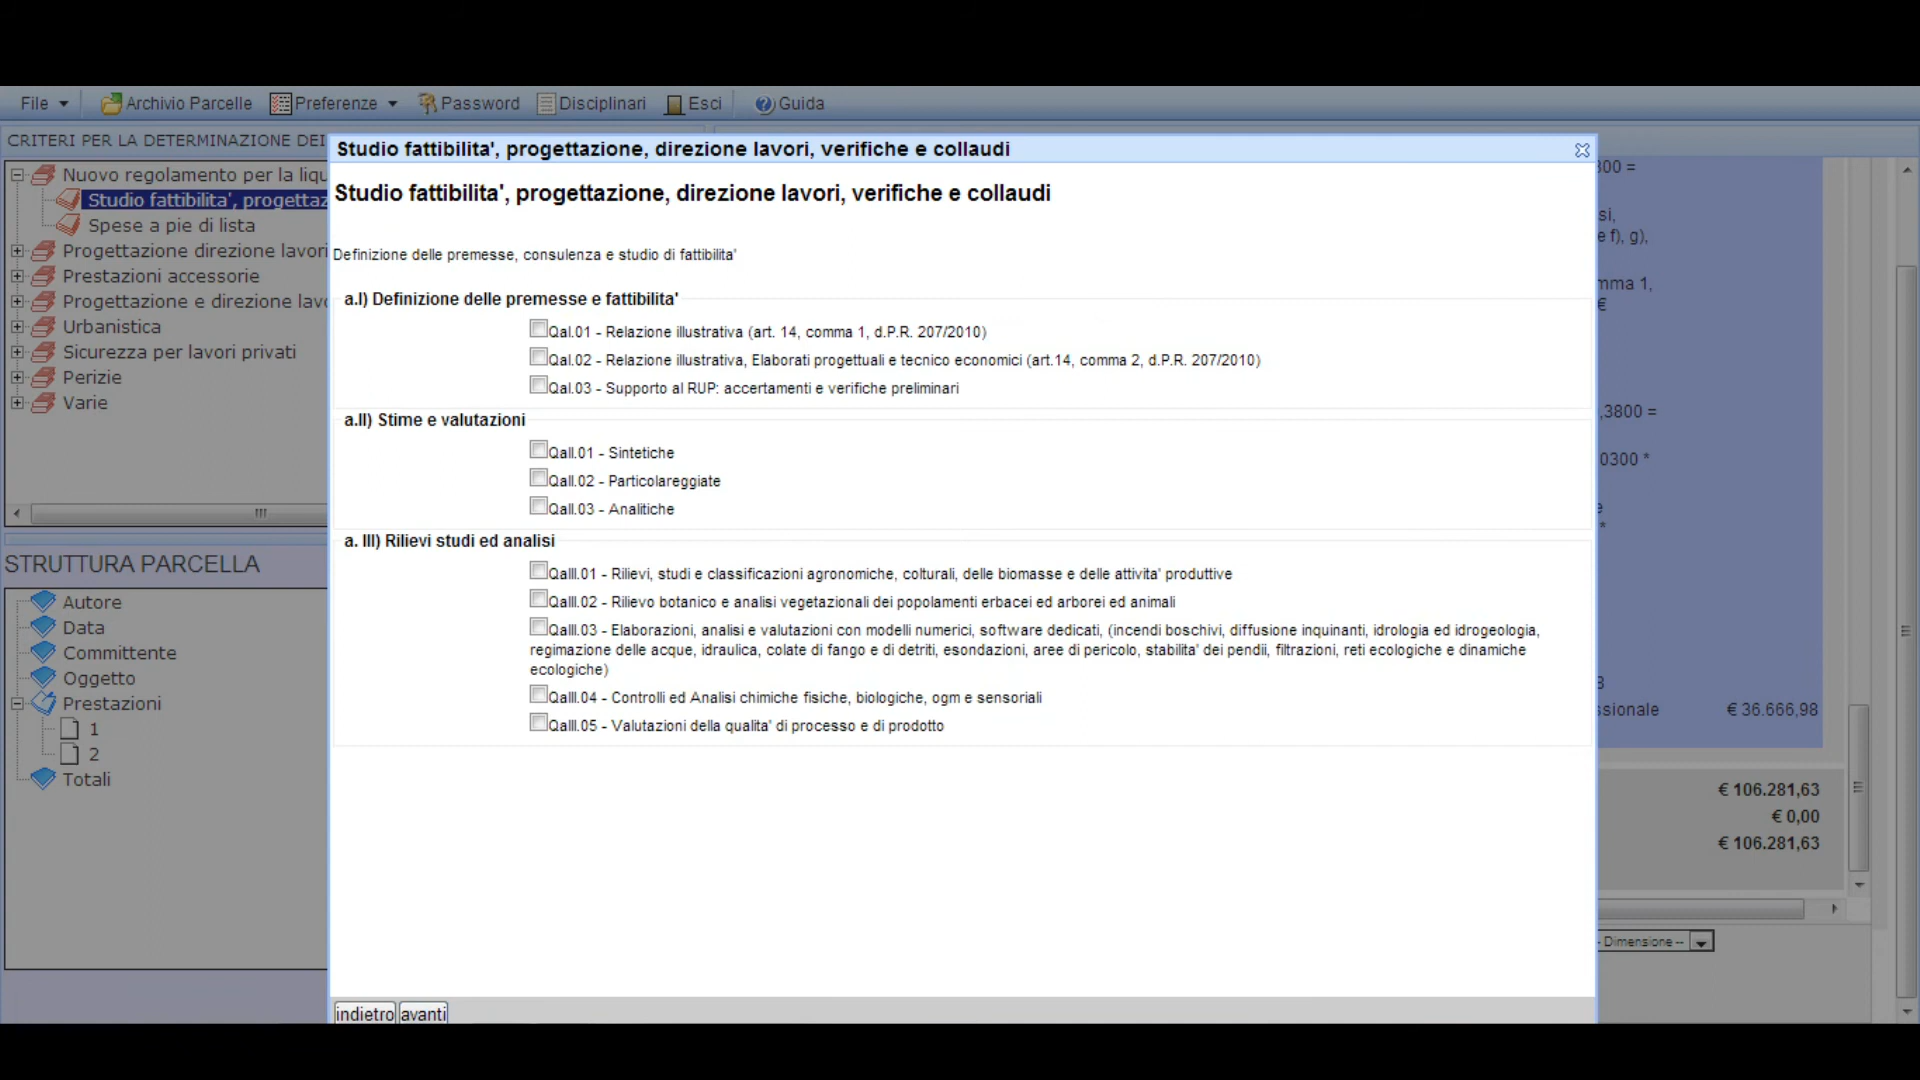 File Archivio Parcelle Preferenze Password Disciplinari Esci Guida
CRITERI PER LA DETERMINAZIONE DEI
Nuovo regolamento per la liqu
Studio fattibilita', progettaz
Spese a pie di lista
Progettazione direzione lavori
Prestazioni accessorie
Progettazione e direzione lavo
Urbanistica
Sicurezza per lavori privati
Perizie
Varie
STRUTTURA PARCELLA
Autore
Data
Committente
Oggetto
Prestazioni
1
2
Totali
Studio fattibilita', progettazione, direzione lavori, verifiche e collaudi
Studio fattibilita', progettazione, direzione lavori, verifiche e collaudi
Definizione delle premesse, consulenza e studio di fattibilita'
a.I) Definizione delle premesse e fattibilita'
QaI.01 - Relazione illustrativa (art. 14, comma 1, d.P.R. 207/2010)
QaI.02 - Relazione illustrativa, Elaborati progettuali e tecnico economici (art.14, comma 2, d.P.R. 207/2010)
QaI.03 - Supporto al RUP: accertamenti e verifiche preliminari
a.II) Stime e valutazioni
QaII.01 - Sintetiche
QaII.02 - Particolareggiate
QaII.03 - Analitiche
a. III) Rilievi studi ed analisi
QaIII.01 - Rilievi, studi e classificazioni agronomiche, colturali, delle biomasse e delle attivita' produttive
QaIII.02 - Rilievo botanico e analisi vegetazionali dei popolamenti erbacei ed arborei ed animali
QaIII.03 - Elaborazioni, analisi e valutazioni con modelli numerici, software dedicati, (incendi boschivi, diffusione inquinanti, idrologia ed idrogeologia,
regimazione delle acque, idraulica, colate di fango e di detriti, esondazioni, aree di pericolo, stabilita' dei pendii, filtrazioni, reti ecologiche e dinamiche
ecologiche)
QaIII.04 - Controlli ed Analisi chimiche fisiche, biologiche, ogm e sensoriali
QaIII.05 - Valutazioni della qualita' di processo e di prodotto
indietro avanti
300 =
si,
e f), g),
mma 1,
€
,3800 =
0300 *
e
*
ssionale € 36.666,98
€ 106.281,63
€ 0,00
€ 106.281,63
- Dimensione --